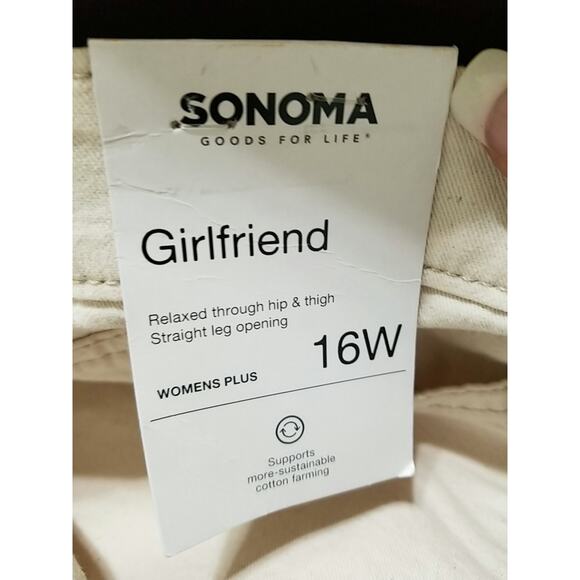 SONOMA
GOODS FOR LIFE®
Girlfriend
Relaxed through hip & thigh
Straight leg opening
16W
WOMENS PLUS
Supports
more-sustainable
cotton farming